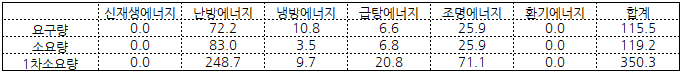 신재생에너지 난방에너지 냉방에너지 급탕에너지 조명에너지 환기에너지 합계
요구량 0.0 72.2 10.8 6.6 25.9 0.0 115.5
소요량 0.0 83.0 3.5 6.8 25.9 0.0 119.2
1차소요량 0.0 248.7 9.7 20.8 71.1 0.0 350.3